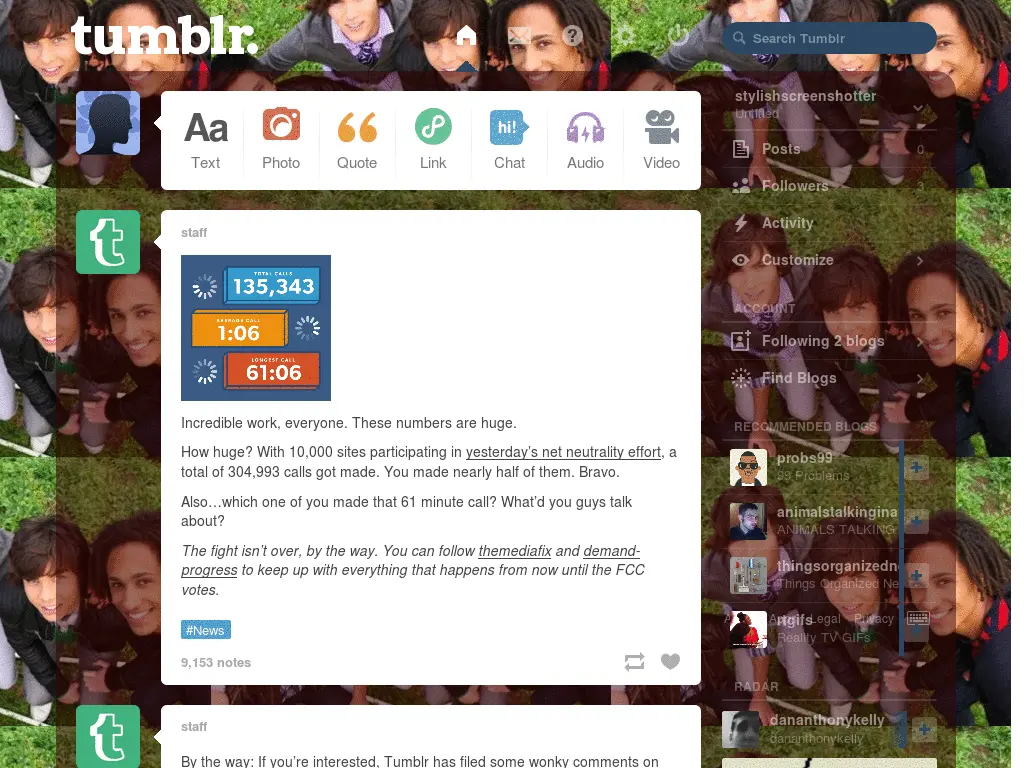 tumblr.
Search Tumblr
Aa
Text
Photo
Quote
Link
hi!
Chat
Audio
Video
stylishscreenshotter
Untitled
Posts 0
Followers 3
Activity
Customize
ACCOUNT
Following 2 blogs
Find Blogs
RECOMMENDED BLOGS
probs99
99 Problems
animalstalkingina
ANIMALS TALKING
thingsorganizedn
Things Organized Ne
rtgifs
Reality TV GIFs
Legal Privacy
RADAR
dananthonykelly
dananthonykelly
t
staff
TOTAL CALLS
135,343
AVERAGE CALL
1:06
LONGEST CALL
61:06
Incredible work, everyone. These numbers are huge.
How huge? With 10,000 sites participating in yesterday's net neutrality effort, a
total of 304,993 calls got made. You made nearly half of them. Bravo.
Also…which one of you made that 61 minute call? What'd you guys talk
about?
The fight isn't over, by the way. You can follow themediafix and demand-
progress to keep up with everything that happens from now until the FCC
votes.
#News
9,153 notes
t
staff
By the way: If you're interested, Tumblr has filed some wonky comments on